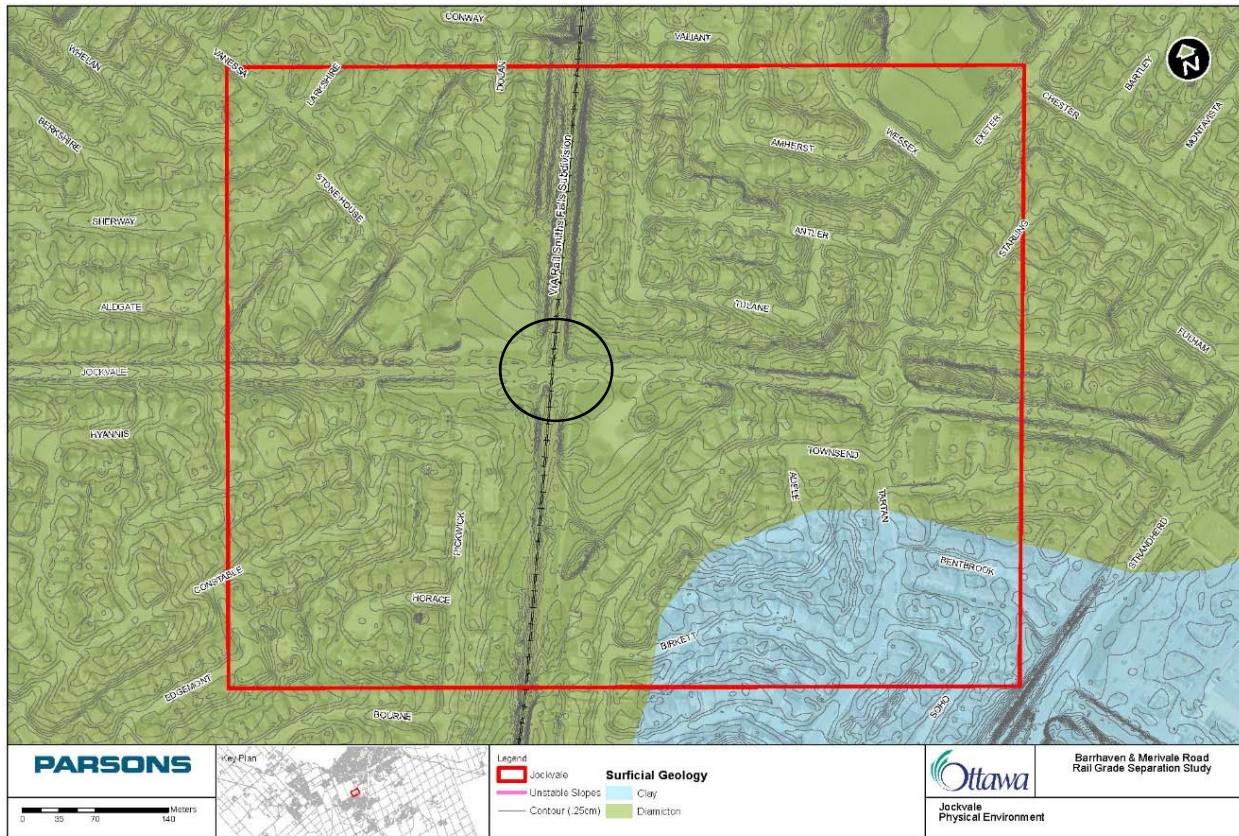 CONWAY
VALIANT
WHELAN
VANESSA
LARKSHIRE
DOLAN
BARTLEY
CHESTER
MONTAVISTA
BERKSHIRE
EXETER
WESSEX
AMHERST
STONEHOUSE
SHERWAY
VIA Rail Smiths Falls Subdivision
ANTLER
STARLING
ALDGATE
TULANE
FULHAM
JOCKVALE
HYANNIS
TOWNSEND
ADELE
TARTAN
PICKWICK
STRANDHERD
CONSTABLE
BENTBROOK
HORACE
BIRKETT
EDGEMONT
BOURNE
SOHO
N
PARSONS
0 35 70 140 Meters
Key Plan
Legend
Jockvale
Unstable Slopes
Contour (.25cm)
Surficial Geology
Clay
Diamicton
Ottawa
Barrhaven & Merivale Road
Rail Grade Separation Study
Jockvale
Physical Environment